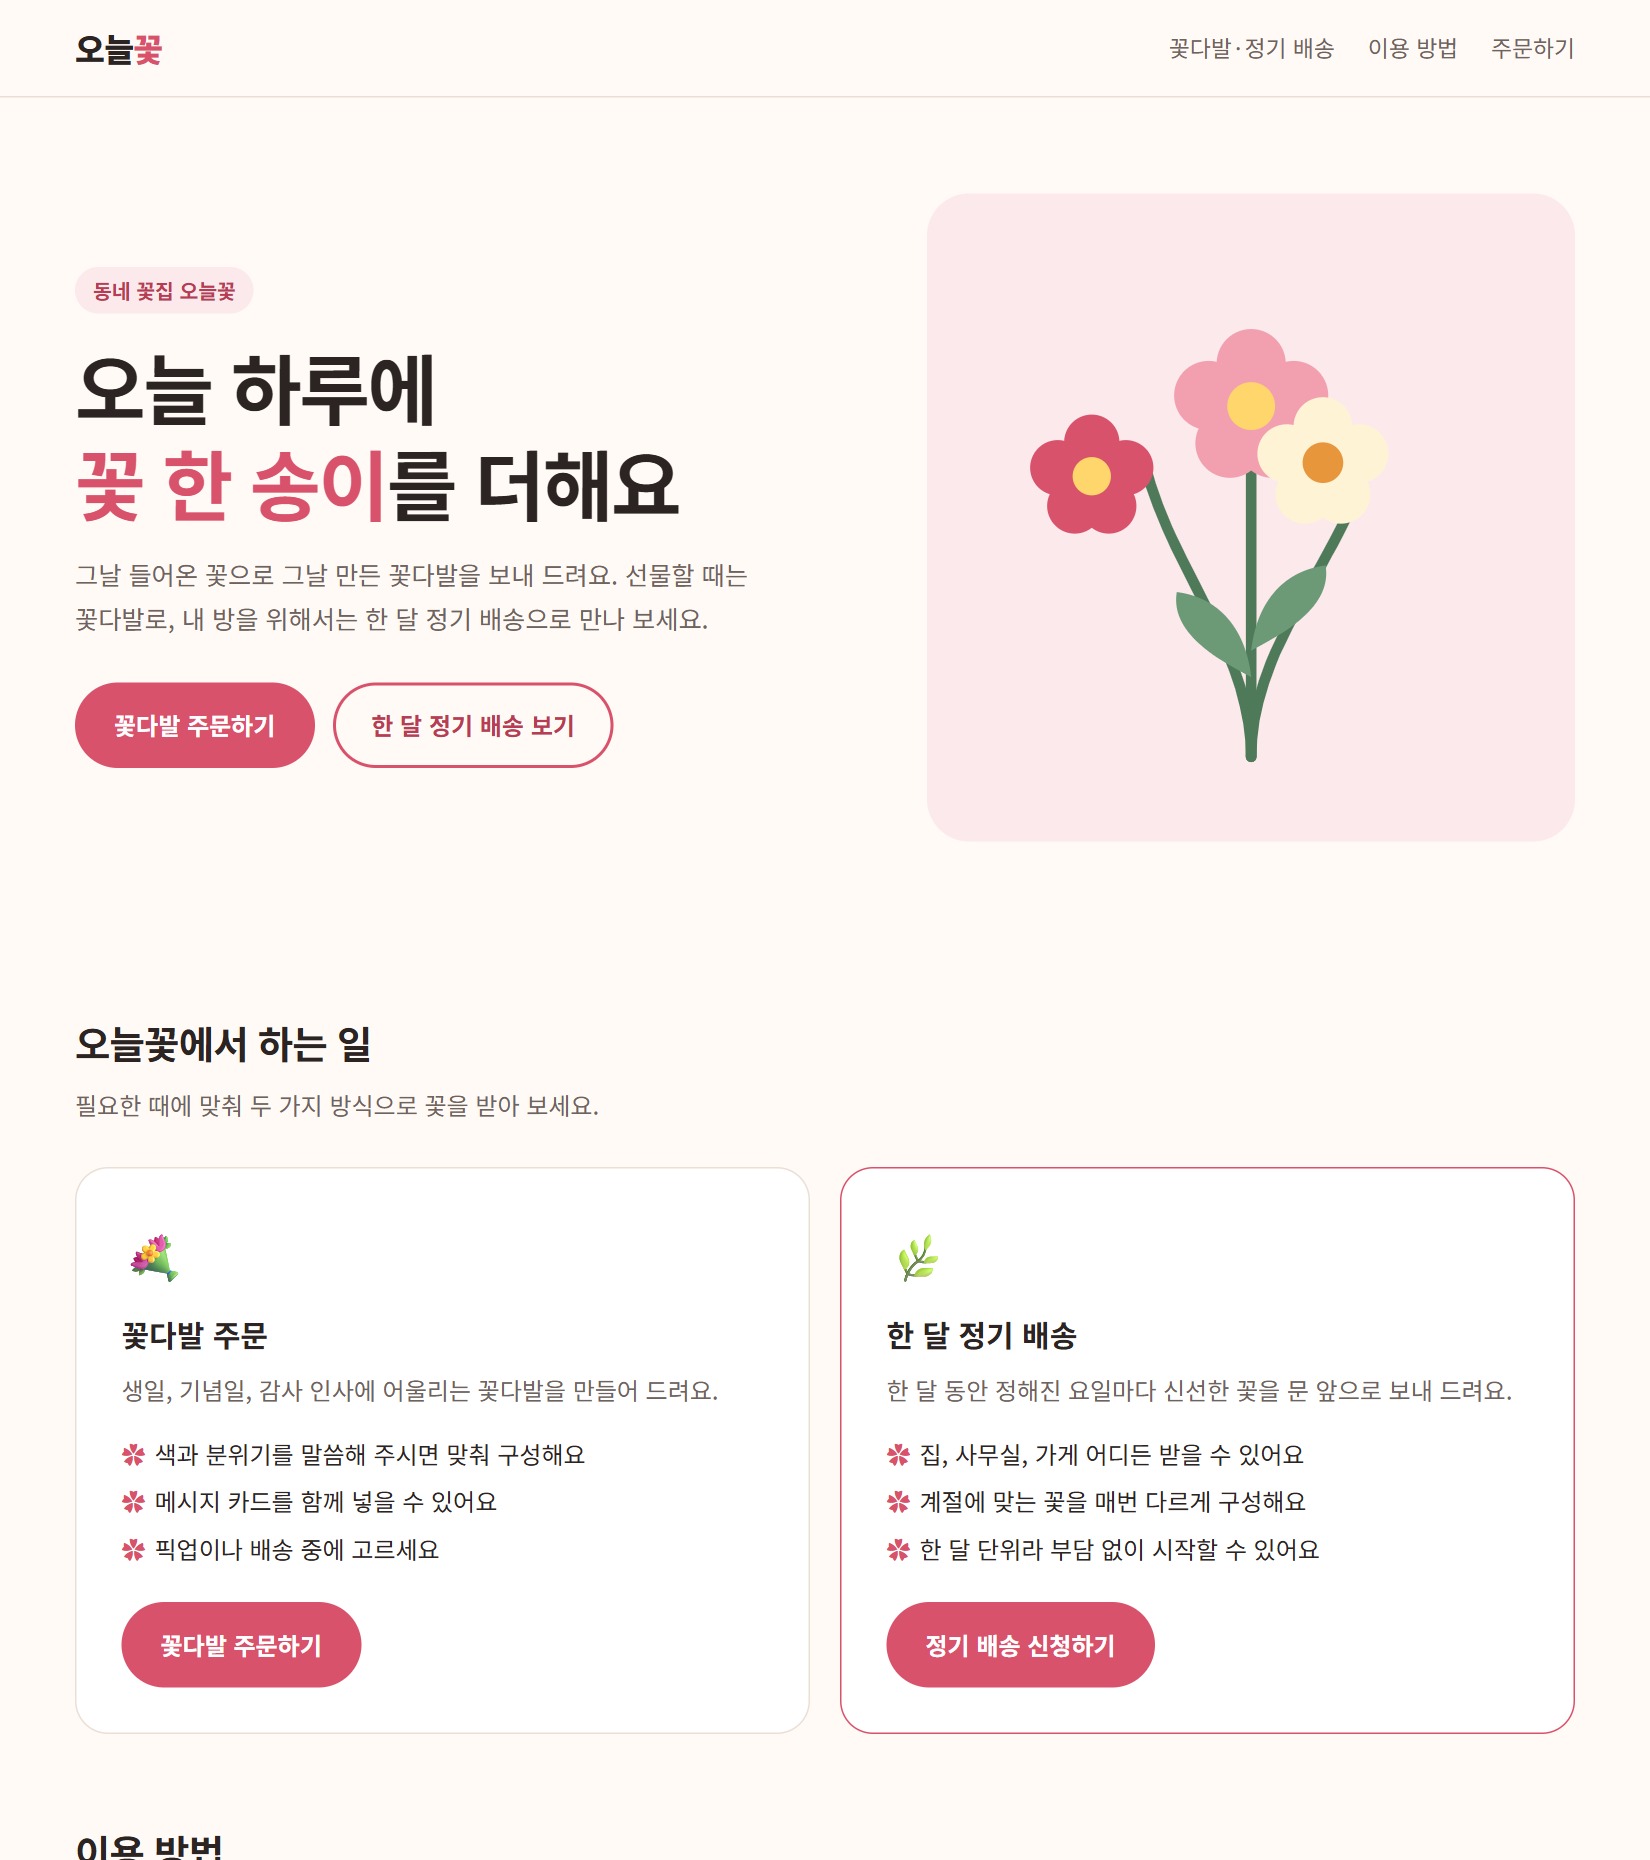 오늘꽃
꽃다발·정기 배송 이용 방법 주문하기
동네 꽃집 오늘꽃
오늘 하루에
꽃 한 송이를 더해요
그날 들어온 꽃으로 그날 만든 꽃다발을 보내 드려요. 선물할 때는
꽃다발로, 내 방을 위해서는 한 달 정기 배송으로 만나 보세요.
꽃다발 주문하기
한 달 정기 배송 보기
오늘꽃에서 하는 일
필요한 때에 맞춰 두 가지 방식으로 꽃을 받아 보세요.
꽃다발 주문
생일, 기념일, 감사 인사에 어울리는 꽃다발을 만들어 드려요.
색과 분위기를 말씀해 주시면 맞춰 구성해요
메시지 카드를 함께 넣을 수 있어요
픽업이나 배송 중에 고르세요
꽃다발 주문하기
한 달 정기 배송
한 달 동안 정해진 요일마다 신선한 꽃을 문 앞으로 보내 드려요.
집, 사무실, 가게 어디든 받을 수 있어요
계절에 맞는 꽃을 매번 다르게 구성해요
한 달 단위라 부담 없이 시작할 수 있어요
정기 배송 신청하기
이용 방법